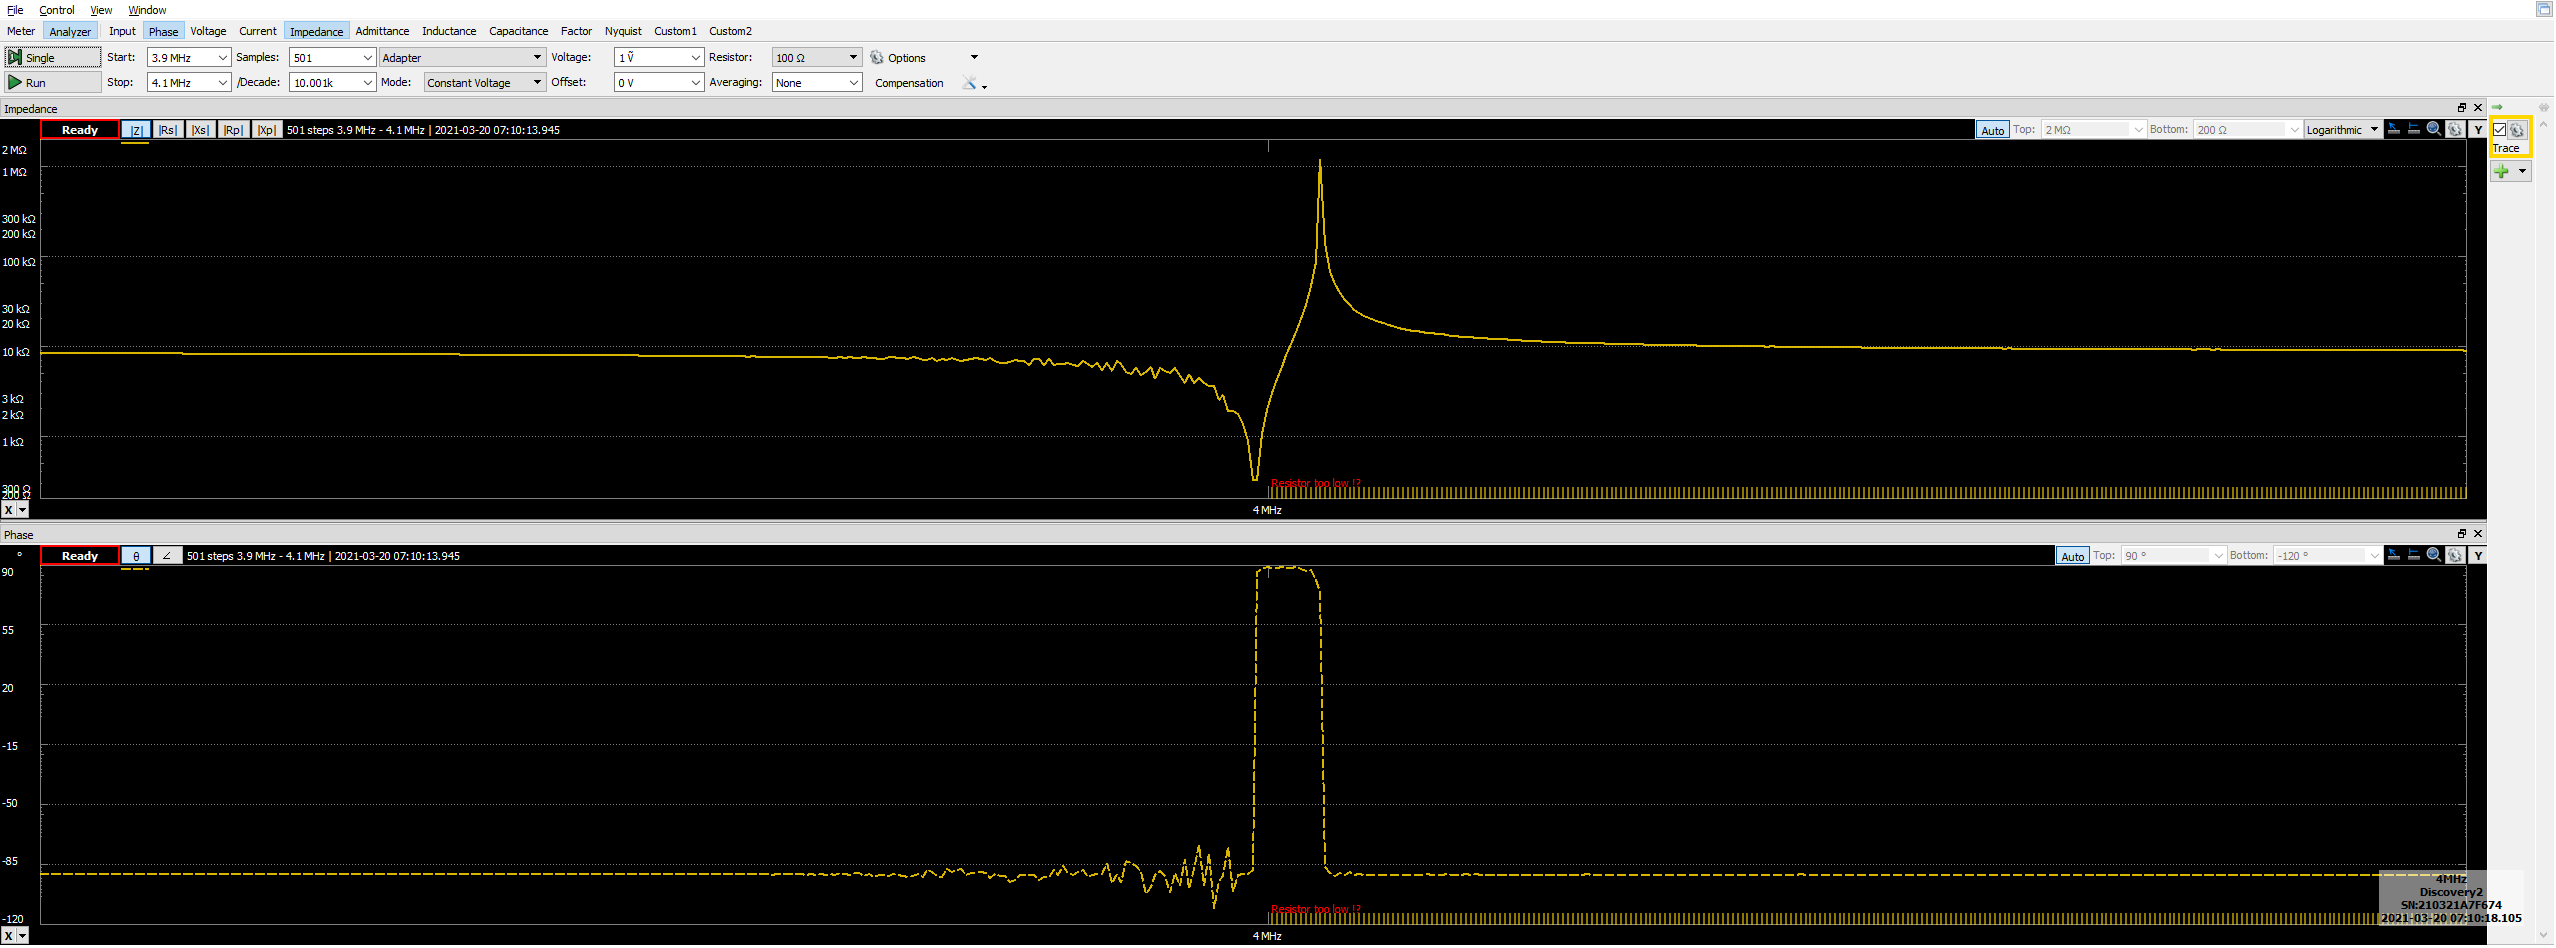 File Control View Window
Meter Analyzer Input Phase Voltage Current Impedance Admittance Inductance Capacitance Factor Nyquist Custom1 Custom2
Single Start: 3.9 MHz Samples: 501 Adapter Voltage: 1 Ṽ Resistor: 100 Ω Options
Run Stop: 4.1 MHz /Decade: 10.001k Mode: Constant Voltage Offset: 0 V Averaging: None Compensation
Impedance
Ready |Z| |Rs| |Xs| |Rp| |Xp| 501 steps 3.9 MHz - 4.1 MHz | 2021-03-20 07:10:13.945 Auto Top: 2 MΩ Bottom: 200 Ω Logarithmic Y
Trace
2 MΩ
1 MΩ
300 kΩ
200 kΩ
100 kΩ
30 kΩ
20 kΩ
10 kΩ
3 kΩ
2 kΩ
1 kΩ
300 Ω
200 Ω
Resistor too low !?
X 4 MHz
Phase
° Ready θ ∠ 501 steps 3.9 MHz - 4.1 MHz | 2021-03-20 07:10:13.945 Auto Top: 90 ° Bottom: -120 ° Y
90
55
20
-15
-50
-85
-120
Resistor too low !?
4MHz
Discovery2
SN:210321A7F674
2021-03-20 07:10:18.105
X 4 MHz